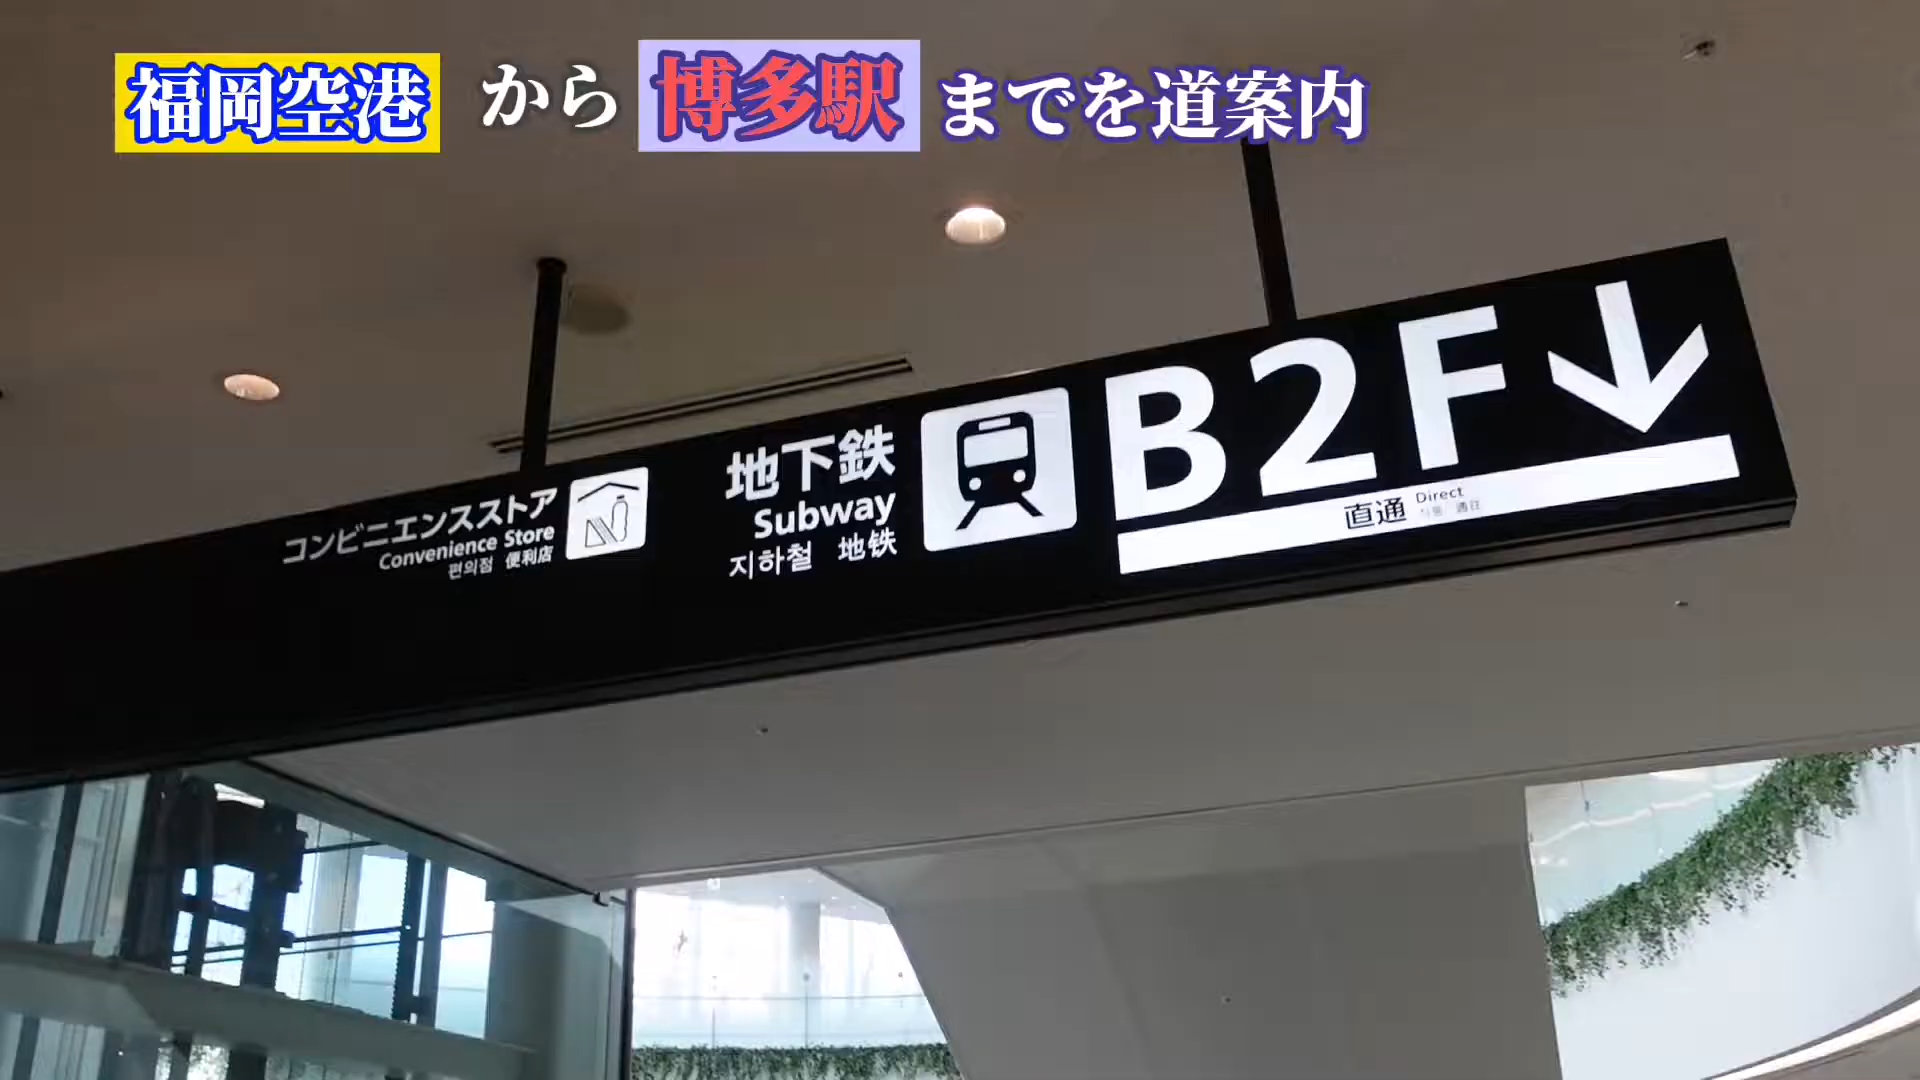 福岡空港 から 博多駅 までを道案内
コンビニエンスストア
Convenience Store
편의점 便利店
地下鉄
Subway
지하철 地铁
B2F
直通 Direct